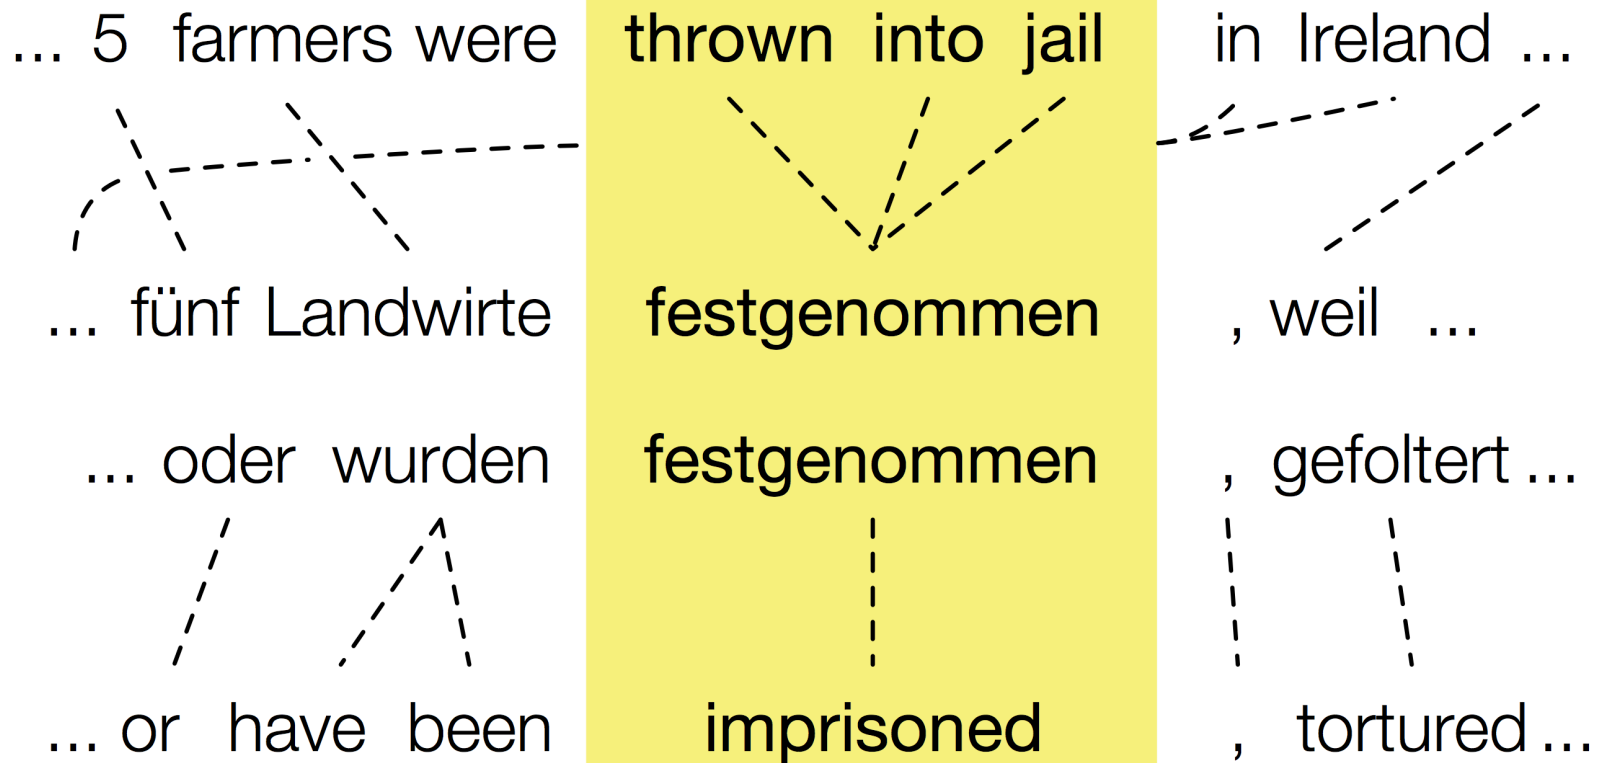 ... 5 farmers were thrown into jail in Ireland ...
... fünf Landwirte festgenommen , weil ...
... oder wurden festgenommen , gefoltert ...
... or have been imprisoned , tortured ...